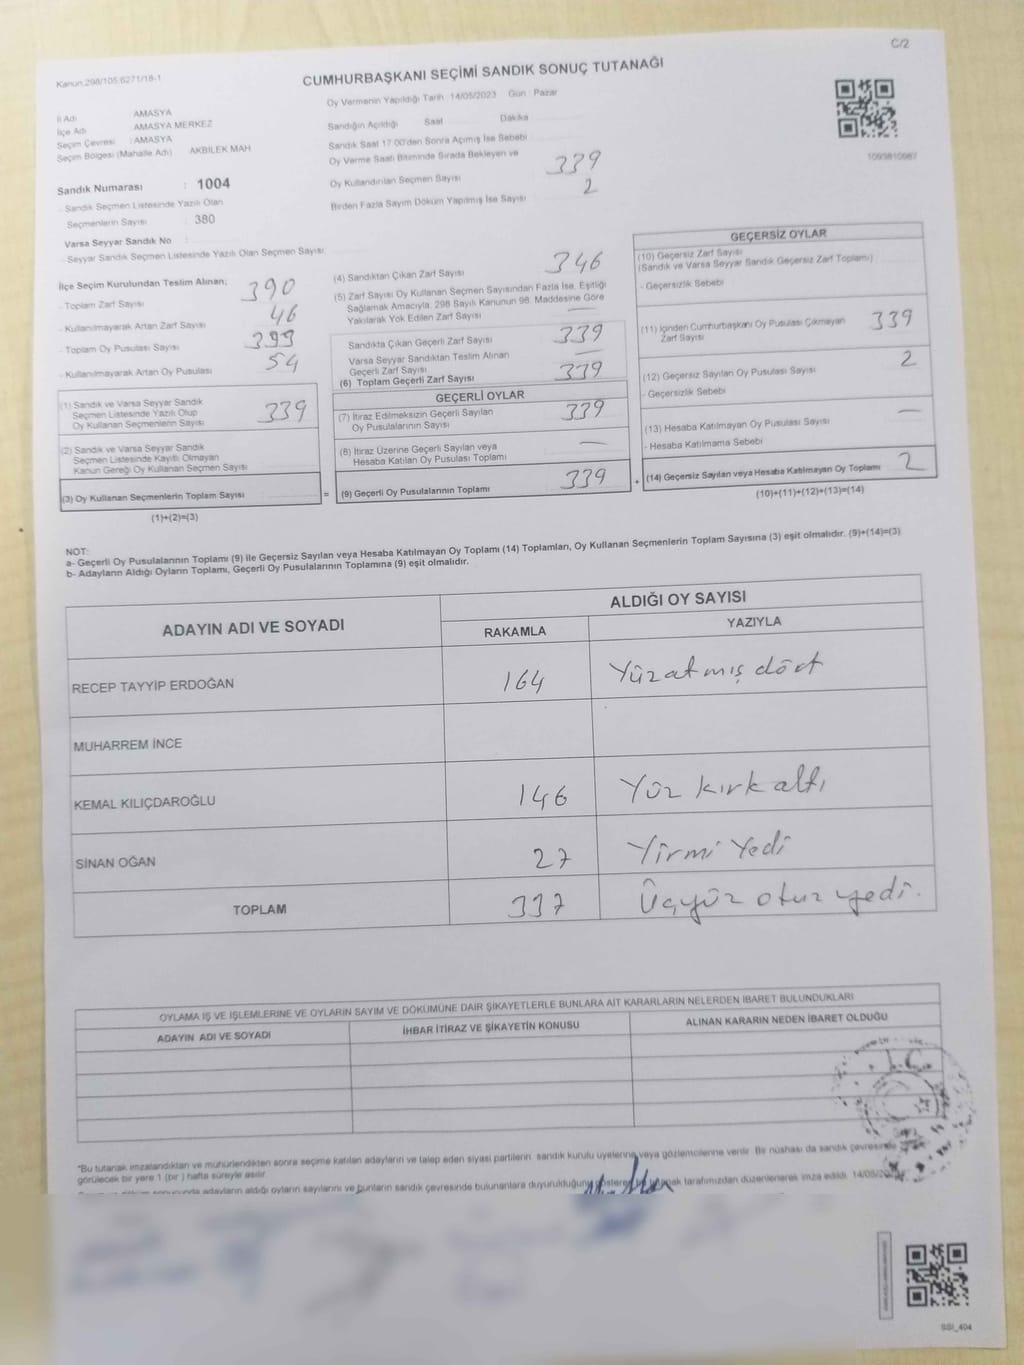 C/2
Kanun:298/105;6271/18-1
CUMHURBAŞKANI SEÇİMİ SANDIK SONUÇ TUTANAĞI
Oy Vermenin Yapıldığı Tarih : 14/05/2023 Gün : Pazar
İl Adı : AMASYA
İlçe Adı : AMASYA MERKEZ
Seçim Çevresi : AMASYA
Seçim Bölgesi (Mahalle Adı) : AKBİLEK MAH
Sandık Numarası : 1004
- Sandık Seçmen Listesinde Yazılı Olan
Seçmenlerin Sayısı : 380
Varsa Seyyar Sandık No :
- Seyyar Sandık Seçmen Listesinde Yazılı Olan Seçmen Sayısı:
Sandığın Açıldığı Saat Dakika
Sandık Saat 17:00'den Sonra Açımış İse Sebebi
Oy Verme Saati Bitiminde Sırada Bekleyen ve
Oy Kullandırılan Seçmen Sayısı 339
Birden Fazla Sayım Döküm Yapılmış İse Sayısı 2
İlçe Seçim Kurulundan Teslim Alınan;
- Toplam Zarf Sayısı 390
- Kullanılmayarak Artan Zarf Sayısı 46
- Toplam Oy Pusulası Sayısı 399
- Kullanılmayarak Artan Oy Pusulası 54
(1) Sandık ve Varsa Seyyar Sandık
Seçmen Listesinde Yazılı Olup
Oy Kullanan Seçmenlerin Sayısı 339
(2) Sandık ve Varsa Seyyar Sandık
Seçmen Listesinde Kayıtlı Olmayan
Kanun Gereği Oy Kullanan Seçmen Sayısı
(3) Oy Kullanan Seçmenlerin Toplam Sayısı =
(1)+(2)=(3)
(4) Sandıktan Çıkan Zarf Sayısı 346
(5) Zarf Sayısı Oy Kullanan Seçmen Sayısından Fazla İse, Eşitliği
Sağlamak Amacıyla; 298 Sayılı Kanunun 98. Maddesine Göre
Yakılarak Yok Edilen Zarf Sayısı —
Sandıkta Çıkan Geçerli Zarf Sayısı 339
Varsa Seyyar Sandıktan Teslim Alınan
Geçerli Zarf Sayısı —
(6) Toplam Geçerli Zarf Sayısı 339
GEÇERLİ OYLAR
(7) İtiraz Edilmeksizin Geçerli Sayılan
Oy Pusulalarının Sayısı 339
(8) İtiraz Üzerine Geçerli Sayılan veya
Hesaba Katılan Oy Pusulası Toplamı —
(9) Geçerli Oy Pusulalarının Toplamı 339 +
GEÇERSİZ OYLAR
(10) Geçersiz Zarf Sayısı
(Sandık ve Varsa Seyyar Sandık Geçersiz Zarf Toplamı)
- Geçersizlik Sebebi
(11) İçinden Cumhurbaşkanı Oy Pusulası Çıkmayan
Zarf Sayısı 339
(12) Geçersiz Sayılan Oy Pusulası Sayısı 2
- Geçersizlik Sebebi
(13) Hesaba Katılmayan Oy Pusulası Sayısı —
- Hesaba Katılmama Sebebi
(14) Geçersiz Sayılan veya Hesaba Katılmayan Oy Toplamı 2
(10)+(11)+(12)+(13)=(14)
NOT:
a- Geçerli Oy Pusulalarının Toplamı (9) ile Geçersiz Sayılan veya Hesaba Katılmayan Oy Toplamı (14) Toplamları, Oy Kullanan Seçmenlerin Toplam Sayısına (3) eşit olmalıdır. (9)+(14)=(3)
b- Adayların Aldığı Oyların Toplamı, Geçerli Oy Pusulalarının Toplamına (9) eşit olmalıdır.
ADAYIN ADI VE SOYADI ALDIĞI OY SAYISI
RAKAMLA YAZIYLA
RECEP TAYYİP ERDOĞAN 164 Yüzatmış dört
MUHARREM İNCE
KEMAL KILIÇDAROĞLU 146 Yüz kırk altı
SİNAN OĞAN 27 Yirmi Yedi
TOPLAM 337 Üçyüz otuz yedi.
OYLAMA İŞ VE İŞLEMLERİNE VE OYLARIN SAYIM VE DÖKÜMÜNE DAİR ŞİKAYETLERLE BUNLARA AİT KARARLARIN NELERDEN İBARET BULUNDUKLARI
ADAYIN ADI VE SOYADI İHBAR İTİRAZ VE ŞİKAYETİN KONUSU ALINAN KARARIN NEDEN İBARET OLDUĞU
T.C.
*Bu tutanak imzalandıktan ve mühürlendikten sonra seçime katılan adayların ve talep eden siyasi partilerin sandık kurulu üyelerine veya gözlemcilerine verilir. Bir nüshası da sandık çevresinde
görülecek bir yere 1 (bir ) hafta süreyle asılır.
adayların aldığı oyların sayılarını ve bunların sandık çevresinde bulunanlara duyurulduğunu gösteren tutanak tarafımızdan düzenlenerek imza edildi.
SSI_404